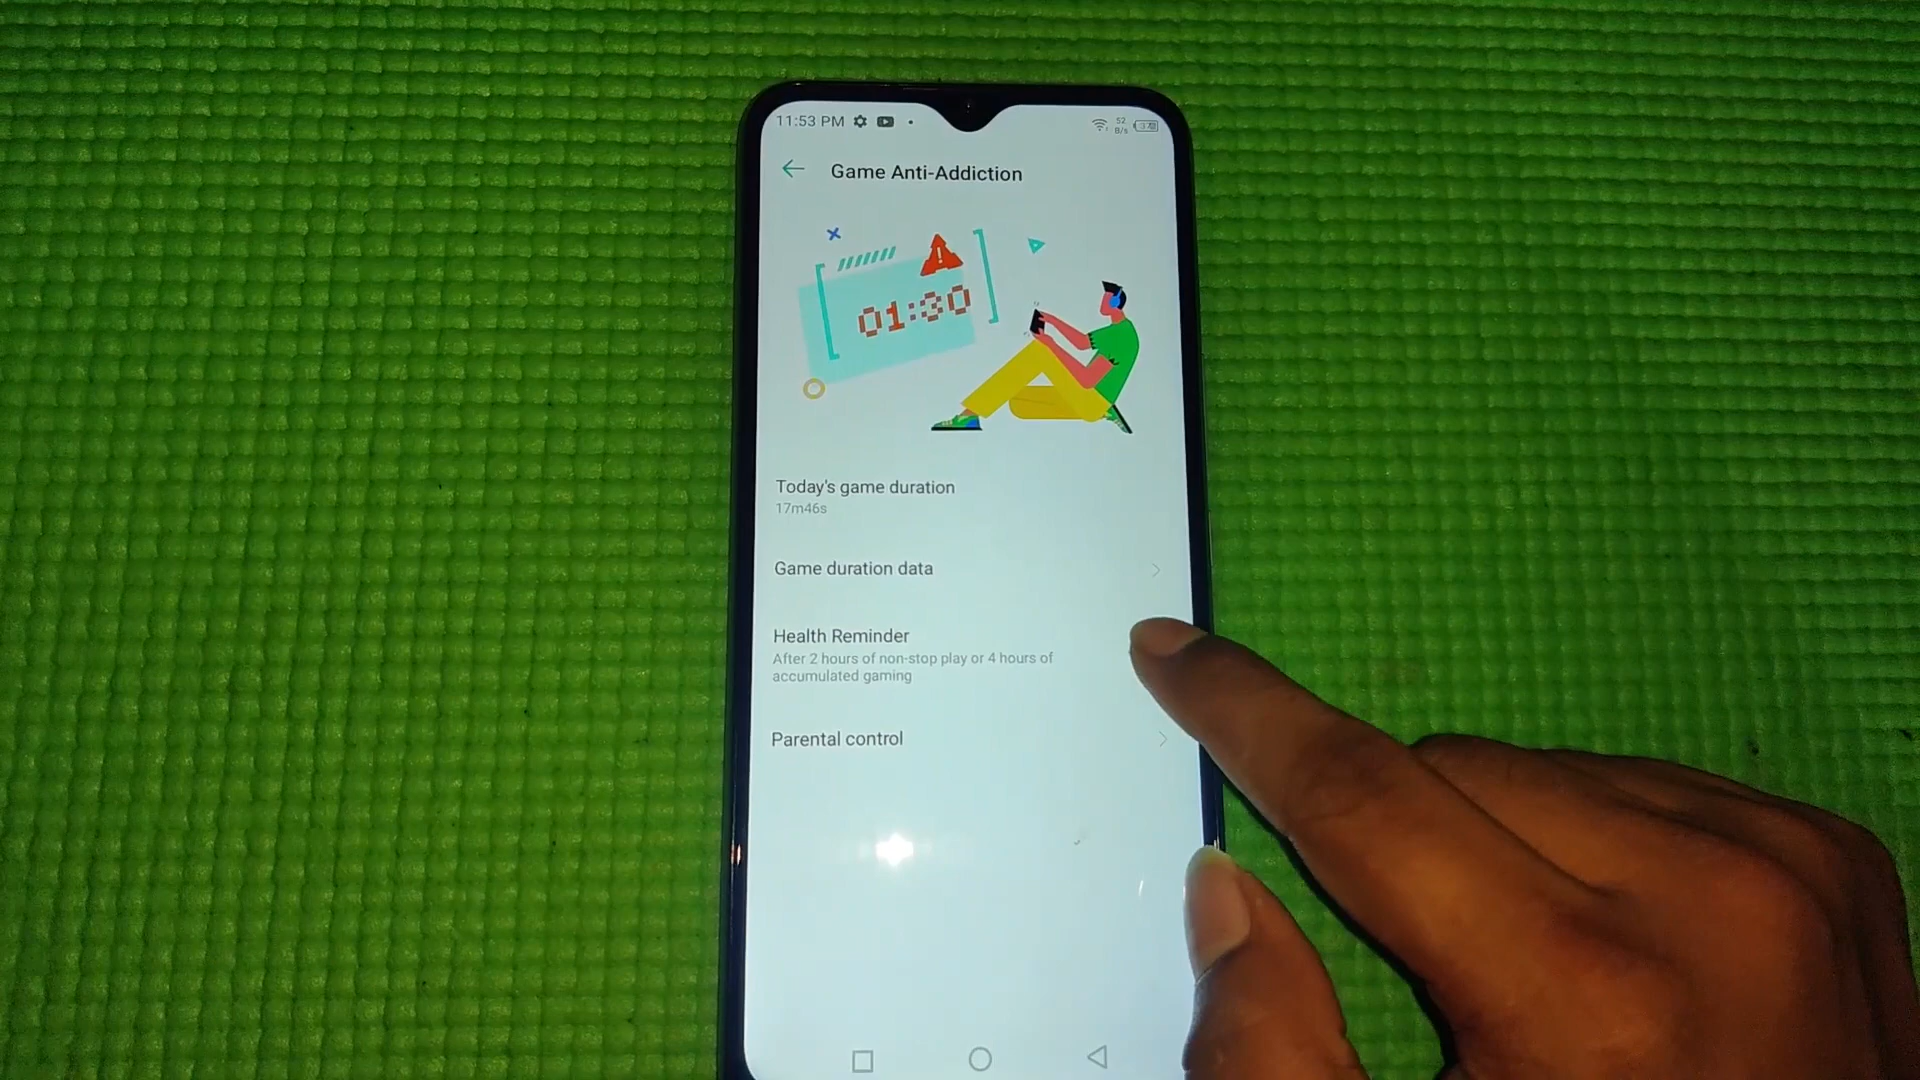 11:53 PM
52
B/s
Game Anti-Addiction
01:30
Today's game duration
17m46s
Game duration data
Health Reminder
After 2 hours of non-stop play or 4 hours of
accumulated gaming
Parental control